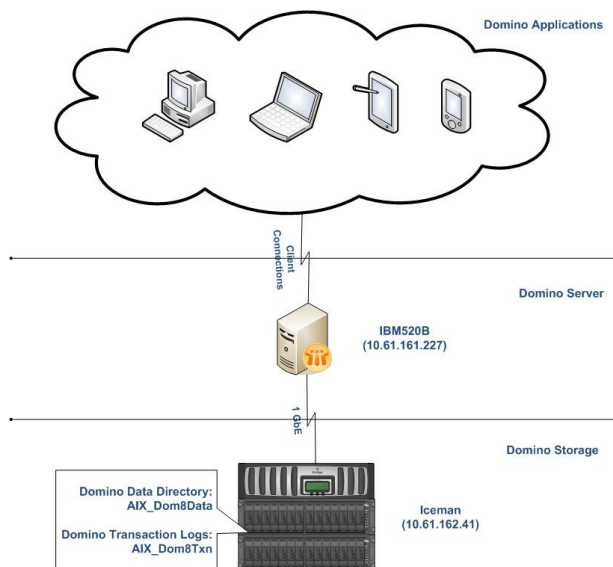 Domino Applications
Client
Connections
Domino Server
IBM520B
(10.61.161.227)
1 GbE
Domino Storage
Domino Data Directory:
AIX_Dom8Data
Domino Transaction Logs:
AIX_Dom8Txn
Iceman
(10.61.162.41)